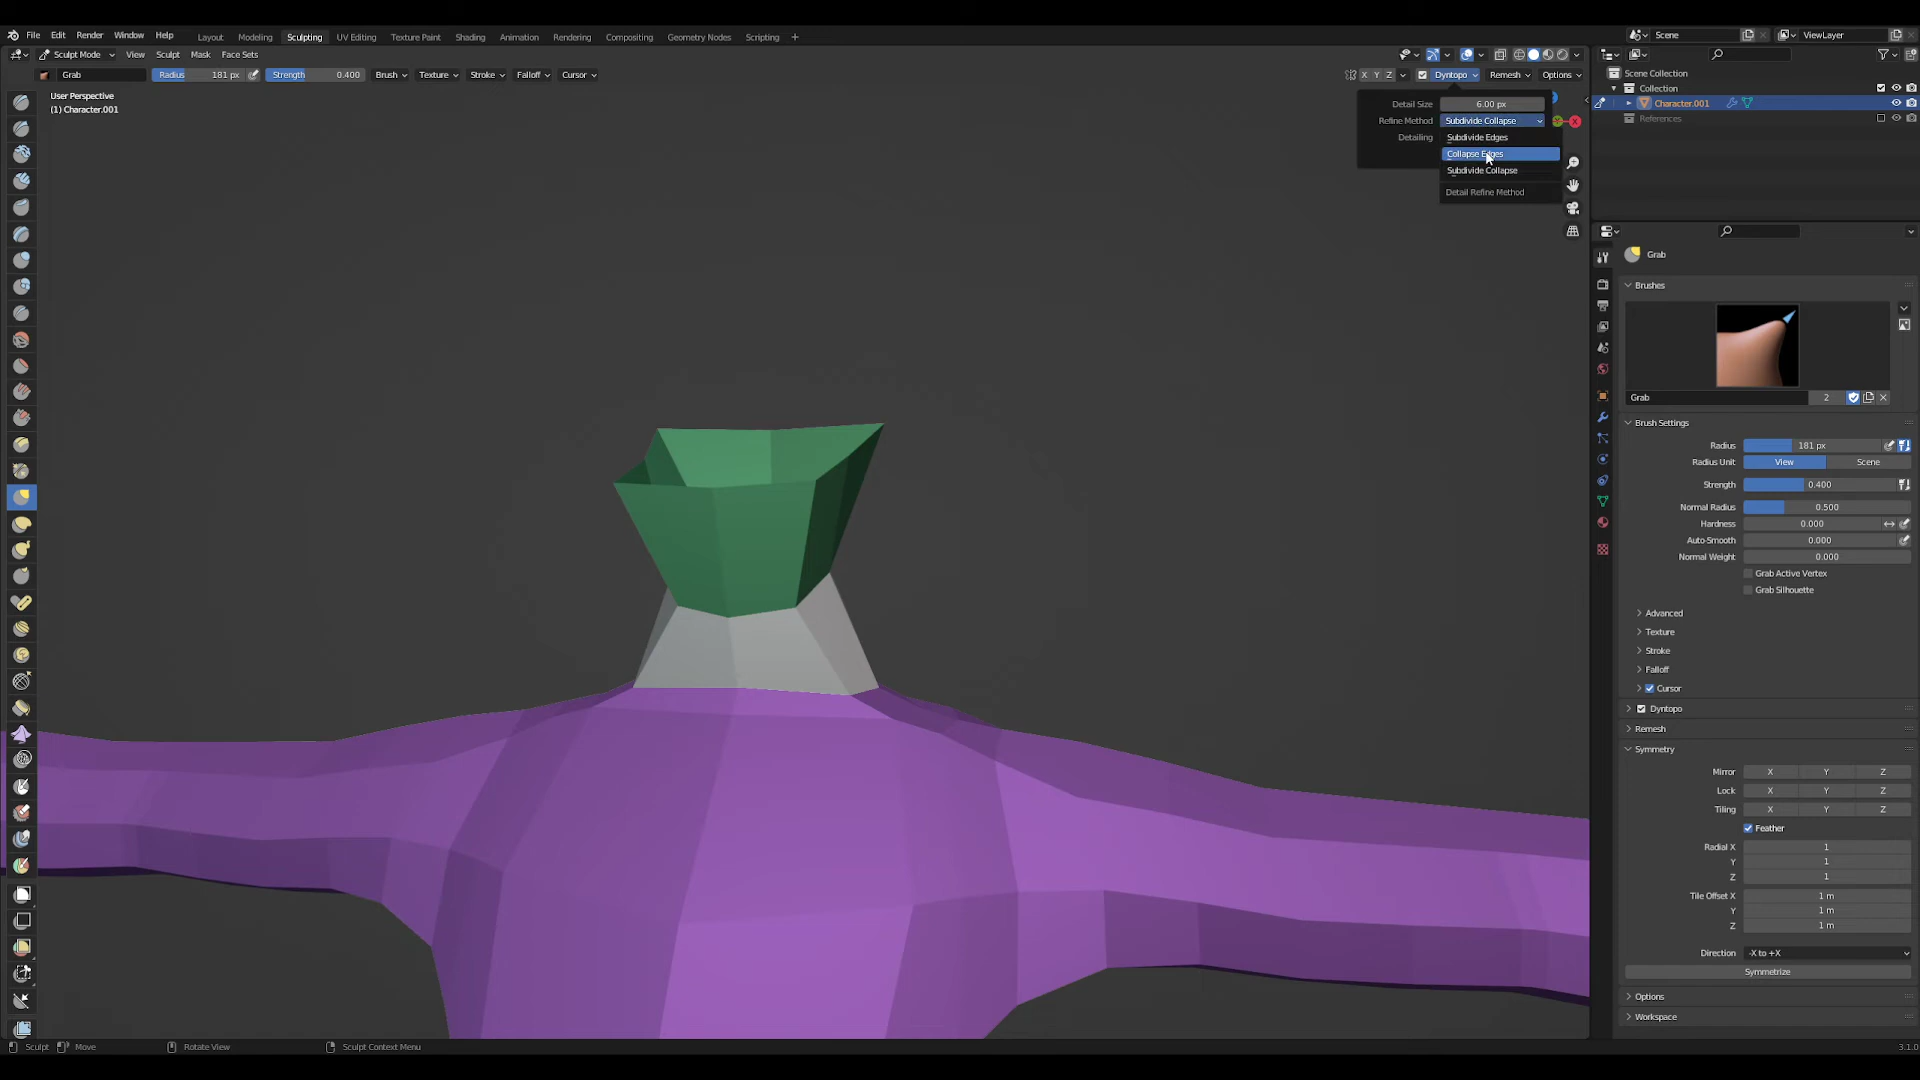 File Edit Render Window Help Layout Modeling Sculpting UV Editing Texture Paint Shading Animation Rendering Compositing Geometry Nodes Scripting + Scene ViewLayer
Sculpt Mode View Sculpt Mask Face Sets
Grab Radius 181 px Strength 0.400 Brush Texture Stroke Falloff Cursor X Y Z Dyntopo Remesh Options
User Perspective
(1) Character.001
Detail Size 6.00 px
Refine Method Subdivide Collapse
Detailing Subdivide Edges
Collapse Edges
Subdivide Collapse
Detail Refine Method
X
Scene Collection
Collection
Character.001
References
Grab
Brushes
Grab 2
Brush Settings
Radius 181 px
Radius Unit View Scene
Strength 0.400
Normal Radius 0.500
Hardness 0.000
Auto-Smooth 0.000
Normal Weight 0.000
Grab Active Vertex
Grab Silhouette
Advanced
Texture
Stroke
Falloff
Cursor
Dyntopo
Remesh
Symmetry
Mirror X Y Z
Lock X Y Z
Tiling X Y Z
Feather
Radial X 1
Y 1
Z 1
Tile Offset X 1 m
Y 1 m
Z 1 m
Direction -X to +X
Symmetrize
Options
Workspace
Sculpt Move Rotate View Sculpt Context Menu 3.1.0